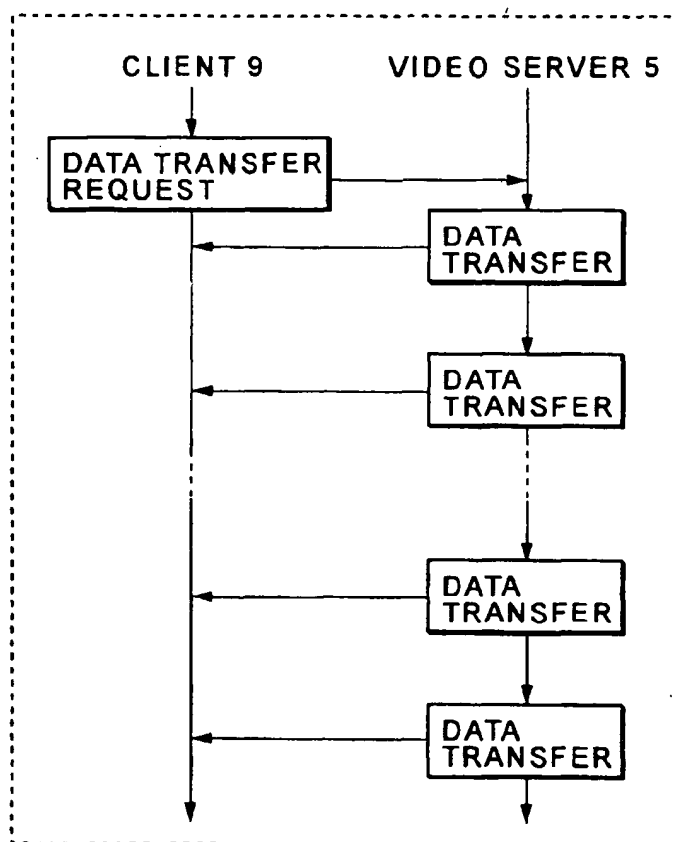 CLIENT 9
VIDEO SERVER 5
DATA TRANSFER
REQUEST
DATA
TRANSFER
DATA
TRANSFER
DATA
TRANSFER
DATA
TRANSFER